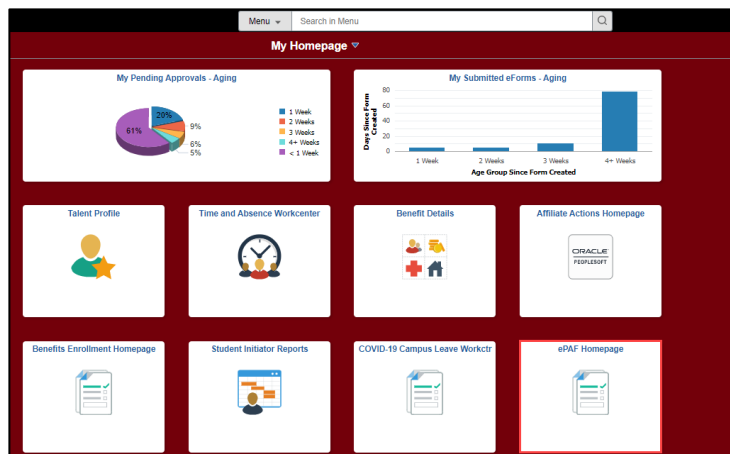 Menu
Search in Menu
My Homepage
My Pending Approvals - Aging
20%
9%
6%
5%
61%
1 Week
2 Weeks
3 Weeks
4+ Weeks
< 1 Week
My Submitted eForms - Aging
Days Since Form
Created
80
60
40
20
0
1 Week 2 Weeks 3 Weeks 4+ Weeks
Age Group Since Form Created
Talent Profile
Time and Absence Workcenter
Benefit Details
Affiliate Actions Homepage
ORACLE
PEOPLESOFT
Benefits Enrollment Homepage
Student Initiator Reports
COVID-19 Campus Leave Workctr
ePAF Homepage